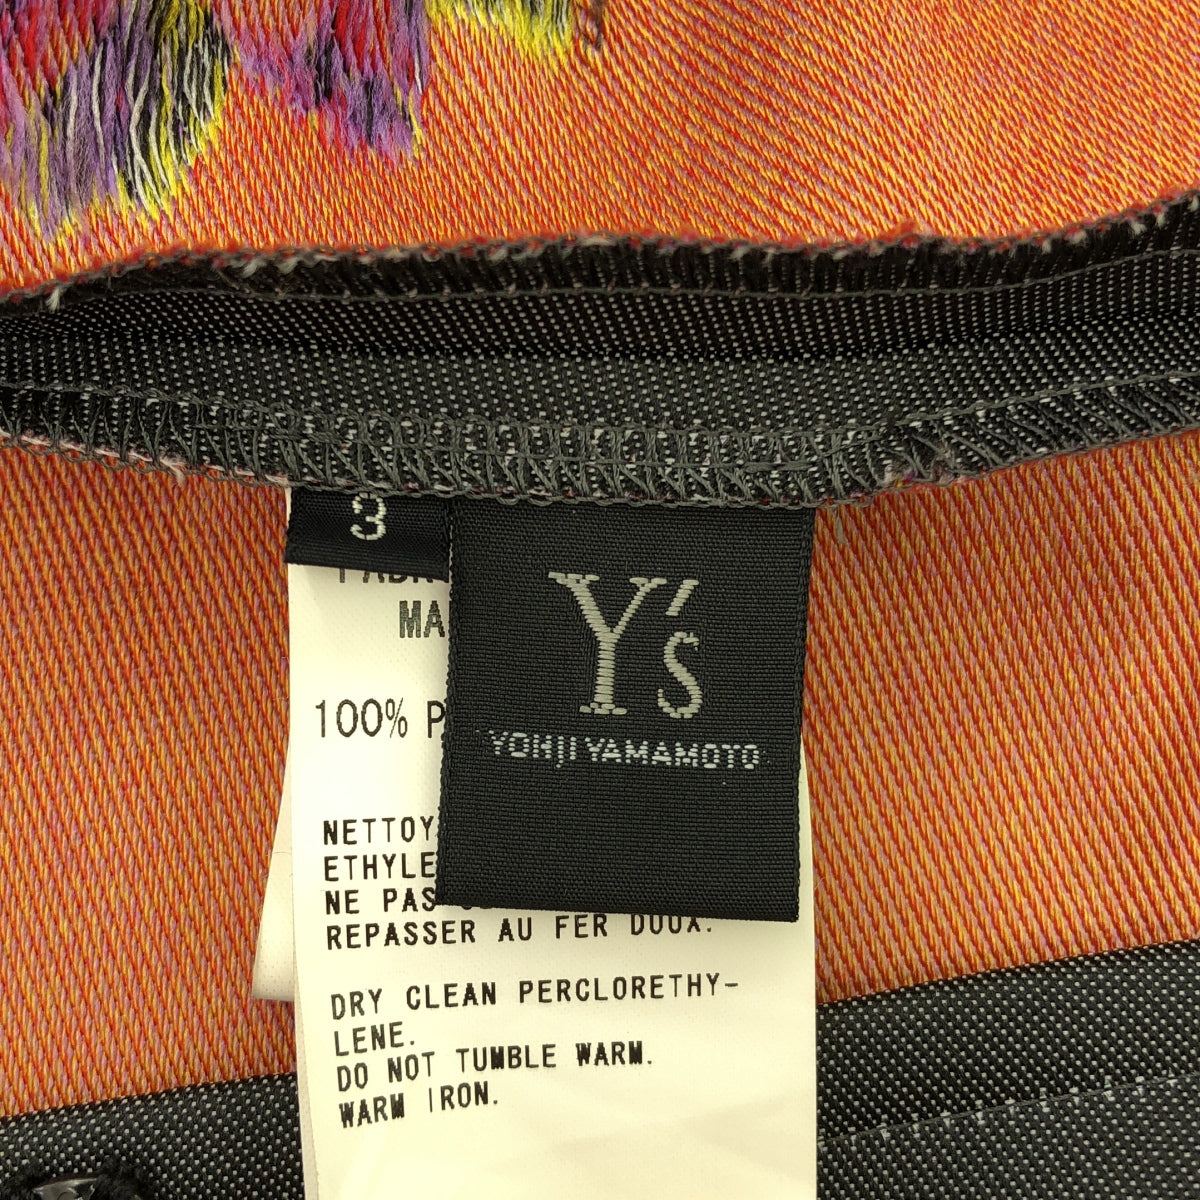 3
Y's
YOHJI YAMAMOTO
MA
100% P
NETTOY
ETHYLE
NE PAS
REPASSER AU FER DOUX.
DRY CLEAN PERCLORETHY-
LENE.
DO NOT TUMBLE WARM.
WARM IRON.